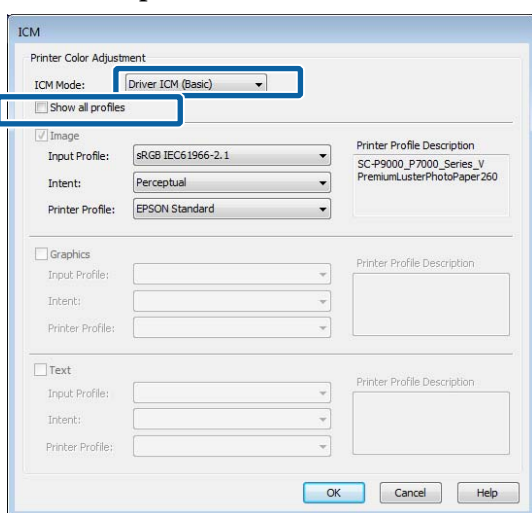 ICM
Printer Color Adjustment
ICM Mode: Driver ICM (Basic)
Show all profiles
Image
Input Profile: sRGB IEC61966-2.1
Intent: Perceptual
Printer Profile: EPSON Standard
Printer Profile Description
SC-P9000_P7000_Series_V
PremiumLusterPhotoPaper260
Graphics
Input Profile:
Intent:
Printer Profile:
Printer Profile Description
Text
Input Profile:
Intent:
Printer Profile:
Printer Profile Description
OK Cancel Help